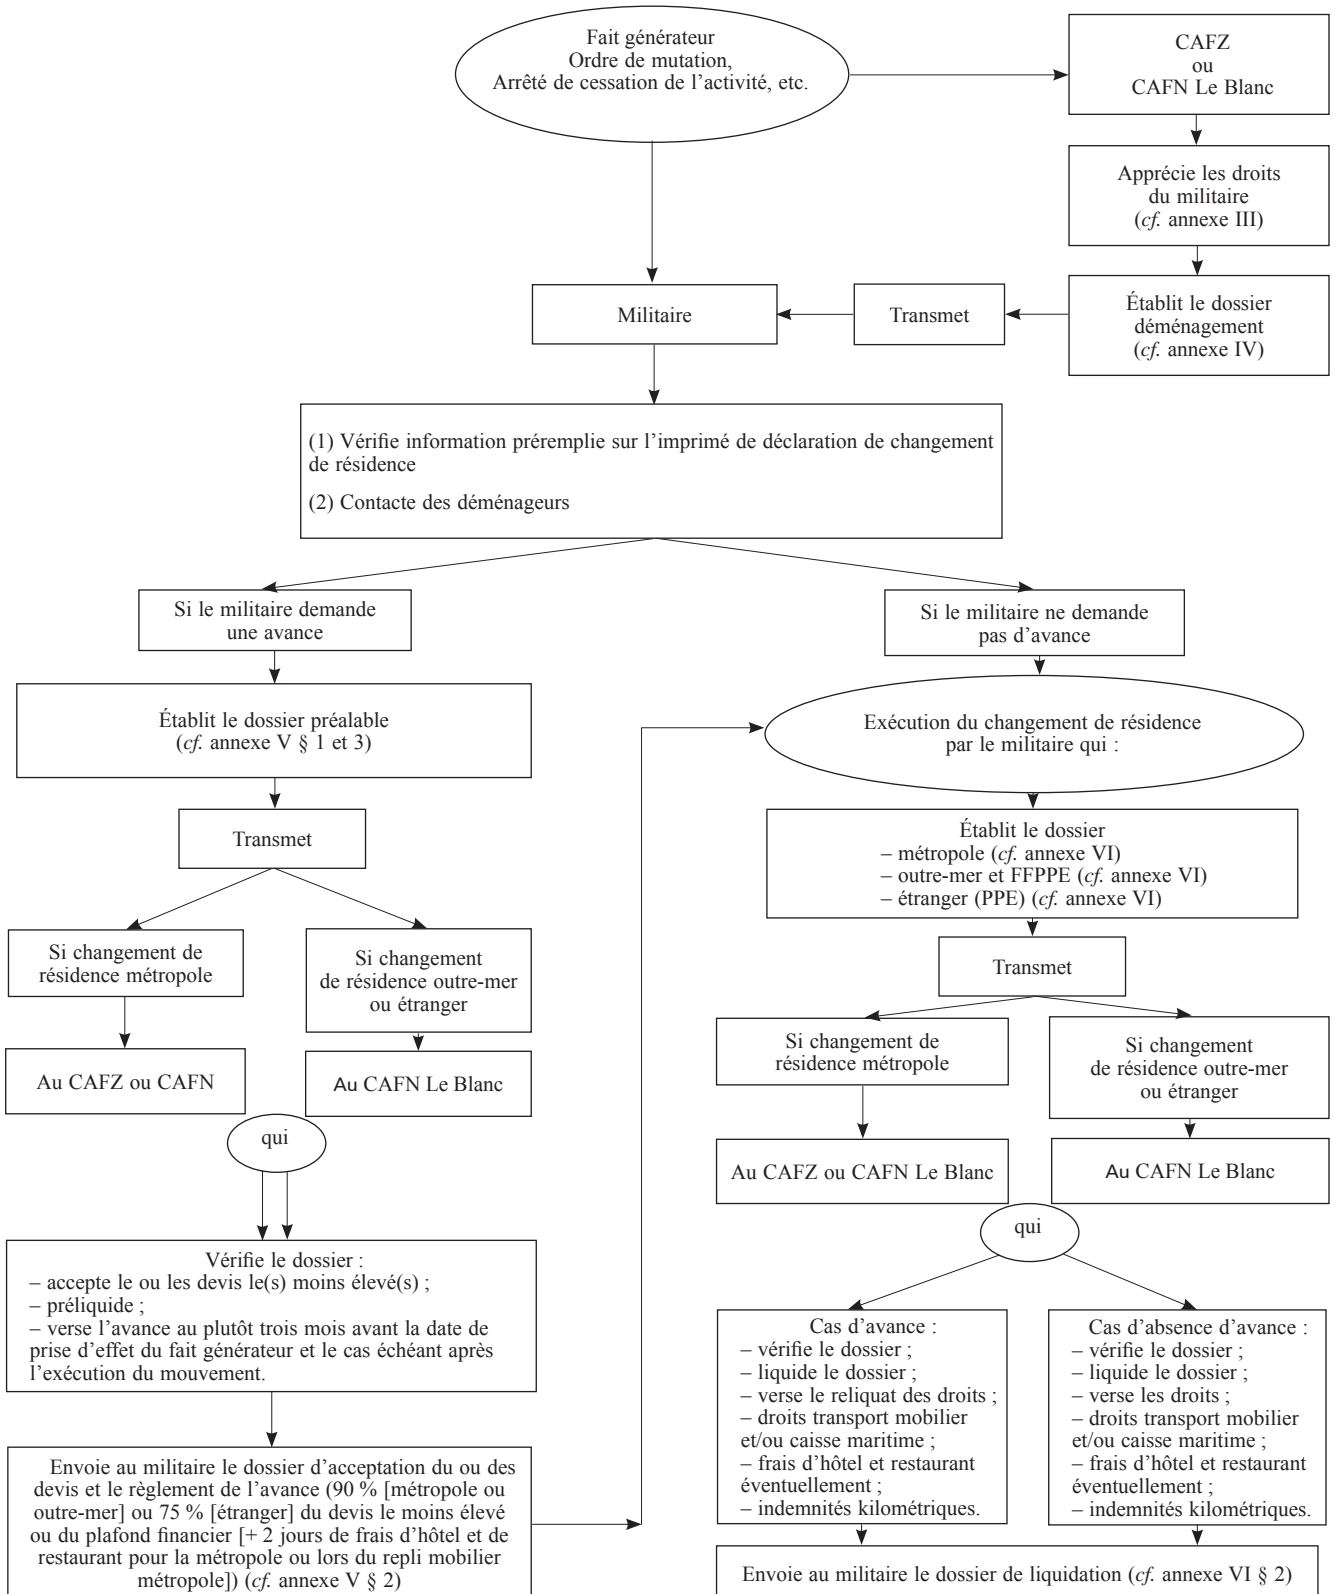 Fait générateur
Ordre de mutation,
Arrêté de cessation de l’activité, etc.
CAFZ
ou
CAFN Le Blanc
Apprécie les droits
du militaire
(cf. annexe III)
Établit le dossier
déménagement
(cf. annexe IV)
Transmet
Militaire
(1) Vérifie information préremplie sur l’imprimé de déclaration de changement
de résidence
(2) Contacte des déménageurs
Si le militaire demande
une avance
Établit le dossier préalable
(cf. annexe V § 1 et 3)
Transmet
Si changement de
résidence métropole
Si changement
de résidence outre-mer
ou étranger
Au CAFZ ou CAFN
Au CAFN Le Blanc
qui
Vérifie le dossier :
– accepte le ou les devis le(s) moins élevé(s) ;
– préliquide ;
– verse l’avance au plutôt trois mois avant la date de
prise d’effet du fait générateur et le cas échéant après
l’exécution du mouvement.
Envoie au militaire le dossier d’acceptation du ou des
devis et le règlement de l’avance (90 % [métropole ou
outre-mer] ou 75 % [étranger] du devis le moins élevé
ou du plafond financier [+ 2 jours de frais d’hôtel et de
restaurant pour la métropole ou lors du repli mobilier
métropole]) (cf. annexe V § 2)
Si le militaire ne demande
pas d’avance
Exécution du changement de résidence
par le militaire qui :
Établit le dossier
– métropole (cf. annexe VI)
– outre-mer et FFPPE (cf. annexe VI)
– étranger (PPE) (cf. annexe VI)
Transmet
Si changement de
résidence métropole
Si changement
de résidence outre-mer
ou étranger
Au CAFZ ou CAFN Le Blanc
Au CAFN Le Blanc
qui
Cas d’avance :
– vérifie le dossier ;
– liquide le dossier ;
– verse le reliquat des droits ;
– droits transport mobilier
et/ou caisse maritime ;
– frais d’hôtel et restaurant
éventuellement ;
– indemnités kilométriques.
Cas d’absence d’avance :
– vérifie le dossier ;
– liquide le dossier ;
– verse les droits ;
– droits transport mobilier
et/ou caisse maritime ;
– frais d’hôtel et restaurant
éventuellement ;
– indemnités kilométriques.
Envoie au militaire le dossier de liquidation (cf. annexe VI § 2)